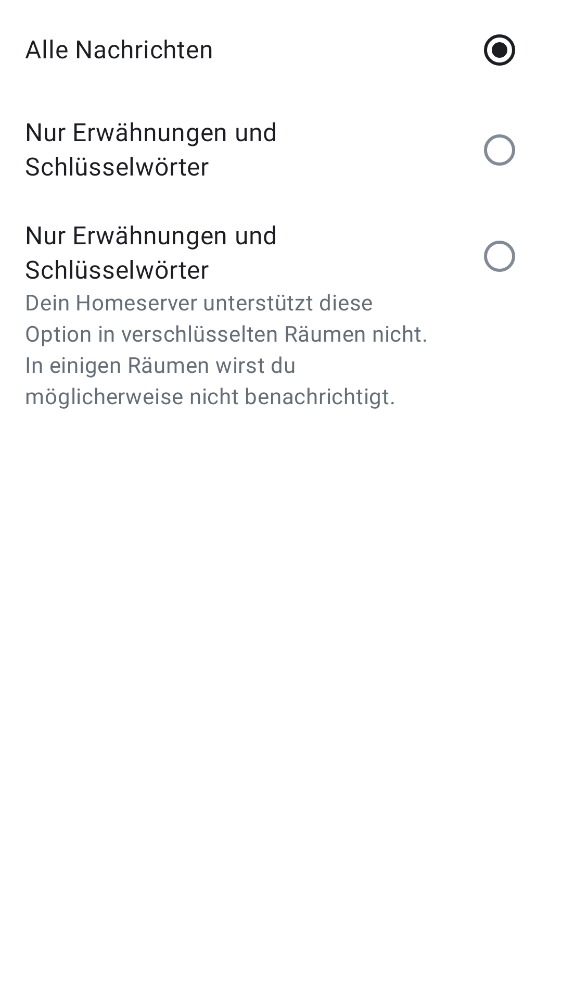 Alle Nachrichten
Nur Erwähnungen und
Schlüsselwörter
Nur Erwähnungen und
Schlüsselwörter
Dein Homeserver unterstützt diese
Option in verschlüsselten Räumen nicht.
In einigen Räumen wirst du
möglicherweise nicht benachrichtigt.